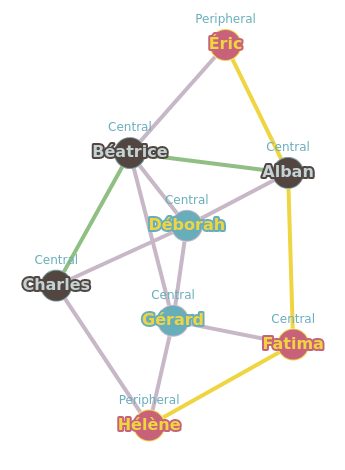 Peripheral
Éric
Central
Béatrice
Central
Alban
Central
Déborah
Central
Charles
Central
Gérard
Central
Fatima
Peripheral
Hélène